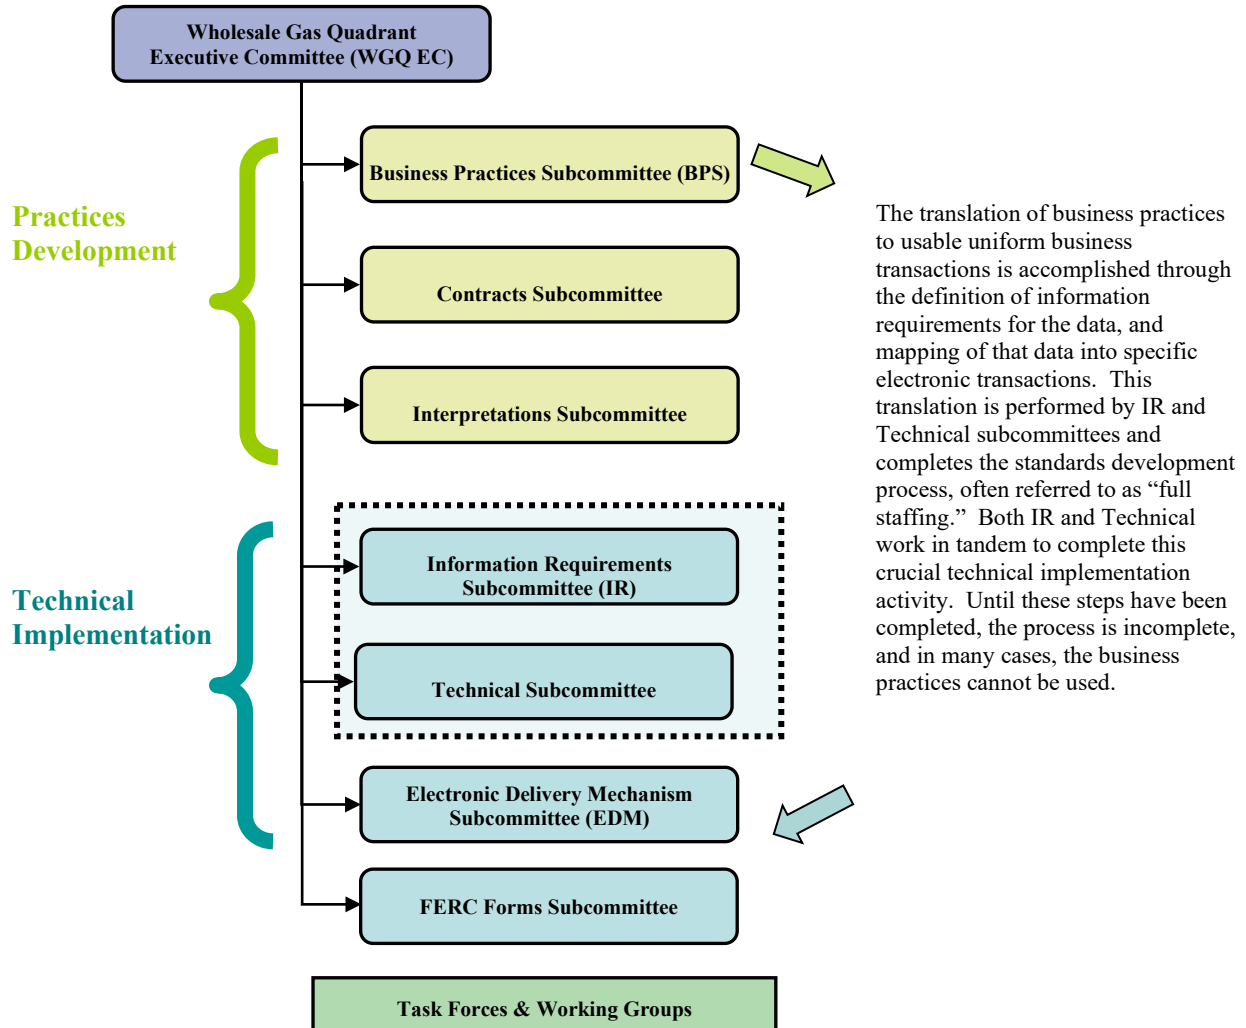 Wholesale Gas Quadrant
Executive Committee (WGQ EC)
Practices
Development
Business Practices Subcommittee (BPS)
Contracts Subcommittee
Interpretations Subcommittee
Technical
Implementation
Information Requirements
Subcommittee (IR)
Technical Subcommittee
Electronic Delivery Mechanism
Subcommittee (EDM)
FERC Forms Subcommittee
Task Forces & Working Groups
The translation of business practices
to usable uniform business
transactions is accomplished through
the definition of information
requirements for the data, and
mapping of that data into specific
electronic transactions.  This
translation is performed by IR and
Technical subcommittees and
completes the standards development
process, often referred to as “full
staffing.”  Both IR and Technical
work in tandem to complete this
crucial technical implementation
activity.  Until these steps have been
completed, the process is incomplete,
and in many cases, the business
practices cannot be used.